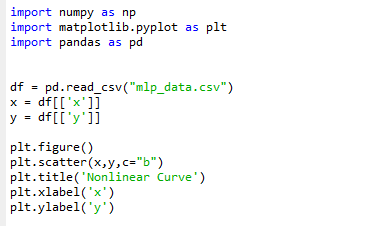 import numpy as np
import matplotlib.pyplot as plt
import pandas as pd
df = pd.read_csv("mlp_data.csv")
x = df[['x']]
y = df[['y']]
plt.figure()
plt.scatter(x,y,c="b")
plt.title('Nonlinear Curve')
plt.xlabel('x')
plt.ylabel('y')